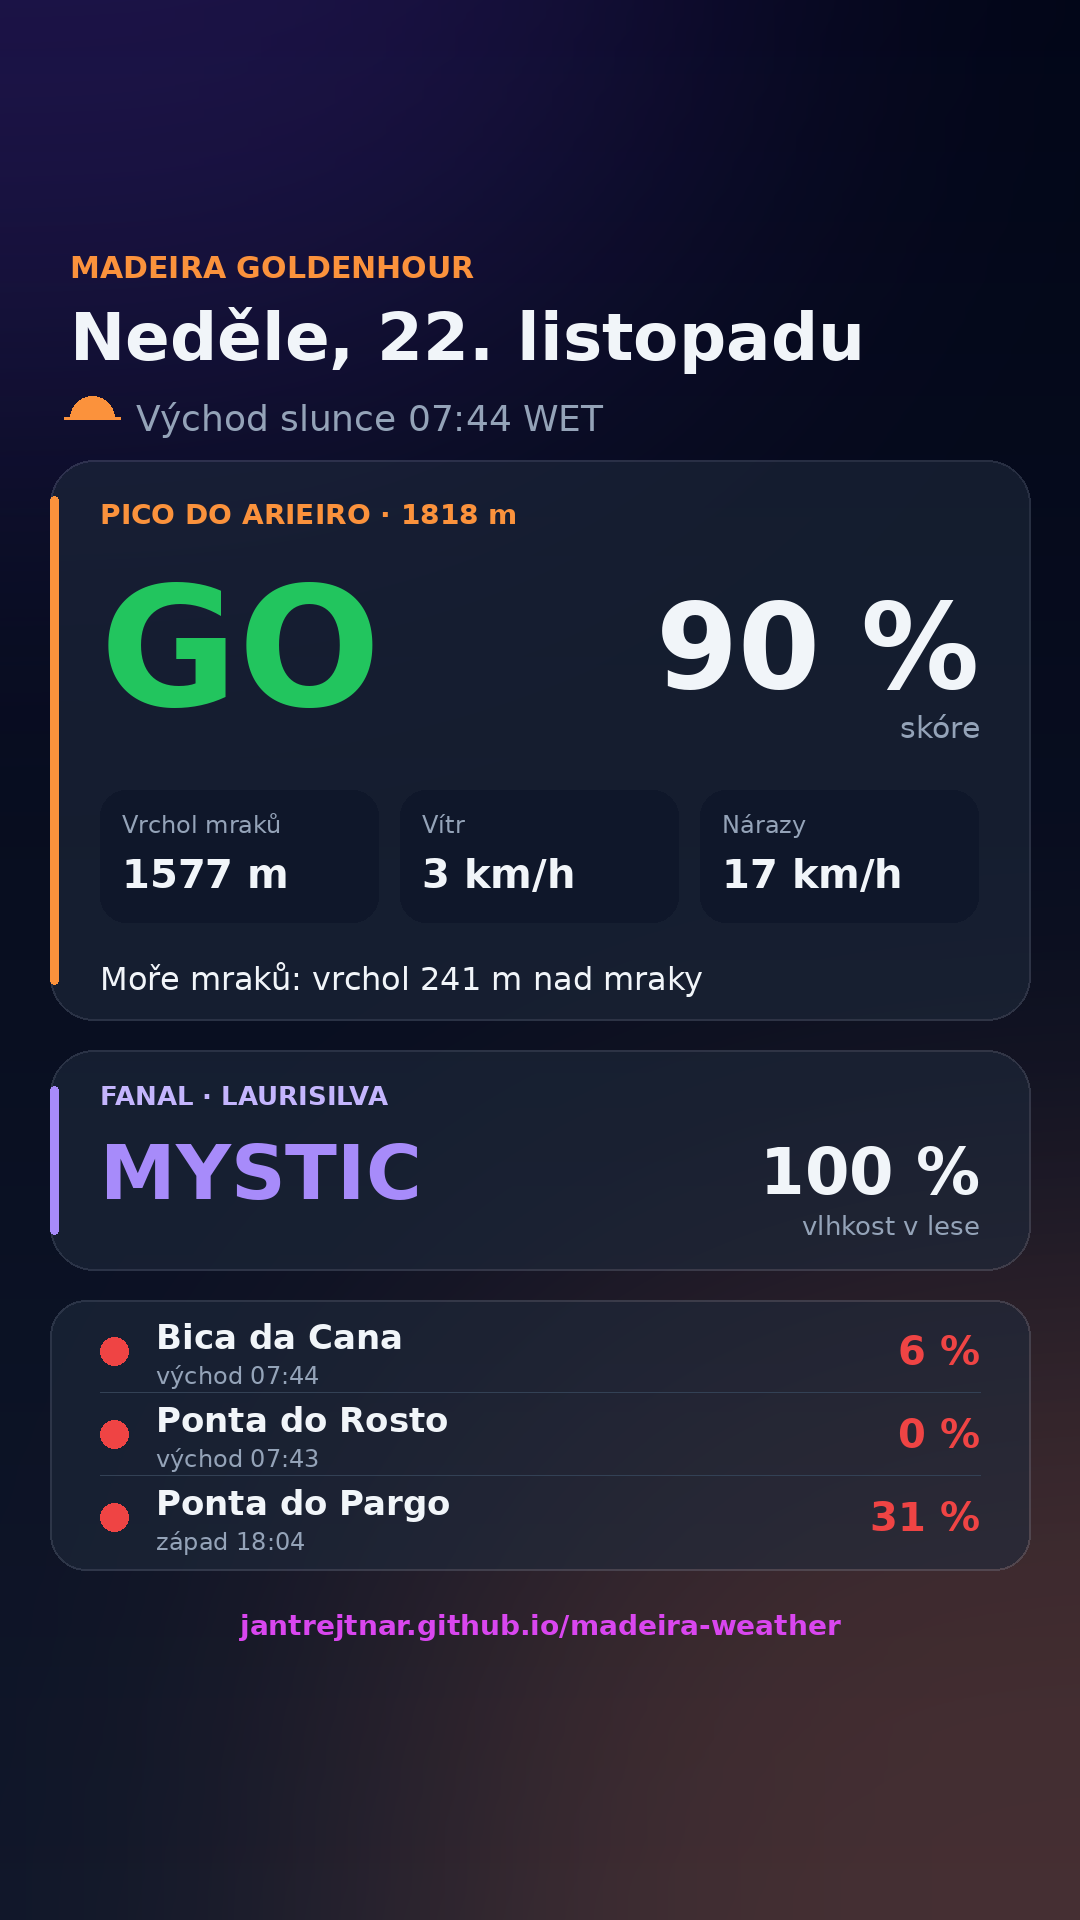 MADEIRA GOLDENHOUR
Neděle, 22. listopadu
Východ slunce 07:44 WET
PICO DO ARIEIRO · 1818 m
GO
90 %
skóre
Vrchol mraků
1577 m
Vítr
3 km/h
Nárazy
17 km/h
Moře mraků: vrchol 241 m nad mraky
FANAL · LAURISILVA
MYSTIC
100 %
vlhkost v lese
Bica da Cana
východ 07:44
6 %
Ponta do Rosto
východ 07:43
0 %
Ponta do Pargo
západ 18:04
31 %
jantrejtnar.github.io/madeira-weather